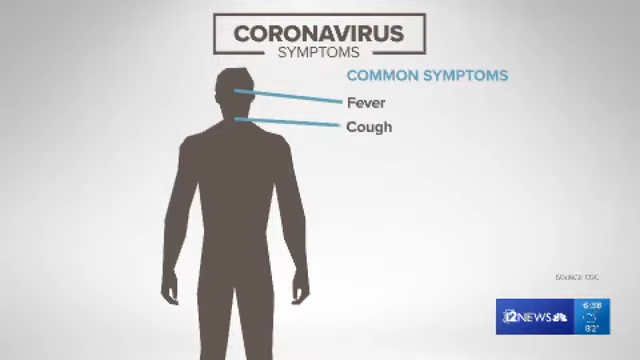 CORONAVIRUS
SYMPTOMS
COMMON SYMPTOMS
Fever
Cough
SOURCE: CDC
12NEWS
6:38
82°